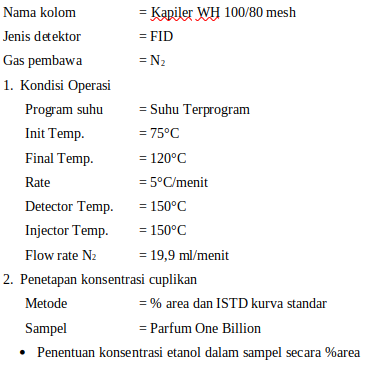 Nama kolom = Kapiler WH 100/80 mesh
Jenis detektor = FID
Gas pembawa = N₂
1. Kondisi Operasi
Program suhu = Suhu Terprogram
Init Temp. = 75°C
Final Temp. = 120°C
Rate = 5°C/menit
Detector Temp. = 150°C
Injector Temp. = 150°C
Flow rate N₂ = 19,9 ml/menit
2. Penetapan konsentrasi cuplikan
Metode = % area dan ISTD kurva standar
Sampel = Parfum One Billion
• Penentuan konsentrasi etanol dalam sampel secara %area